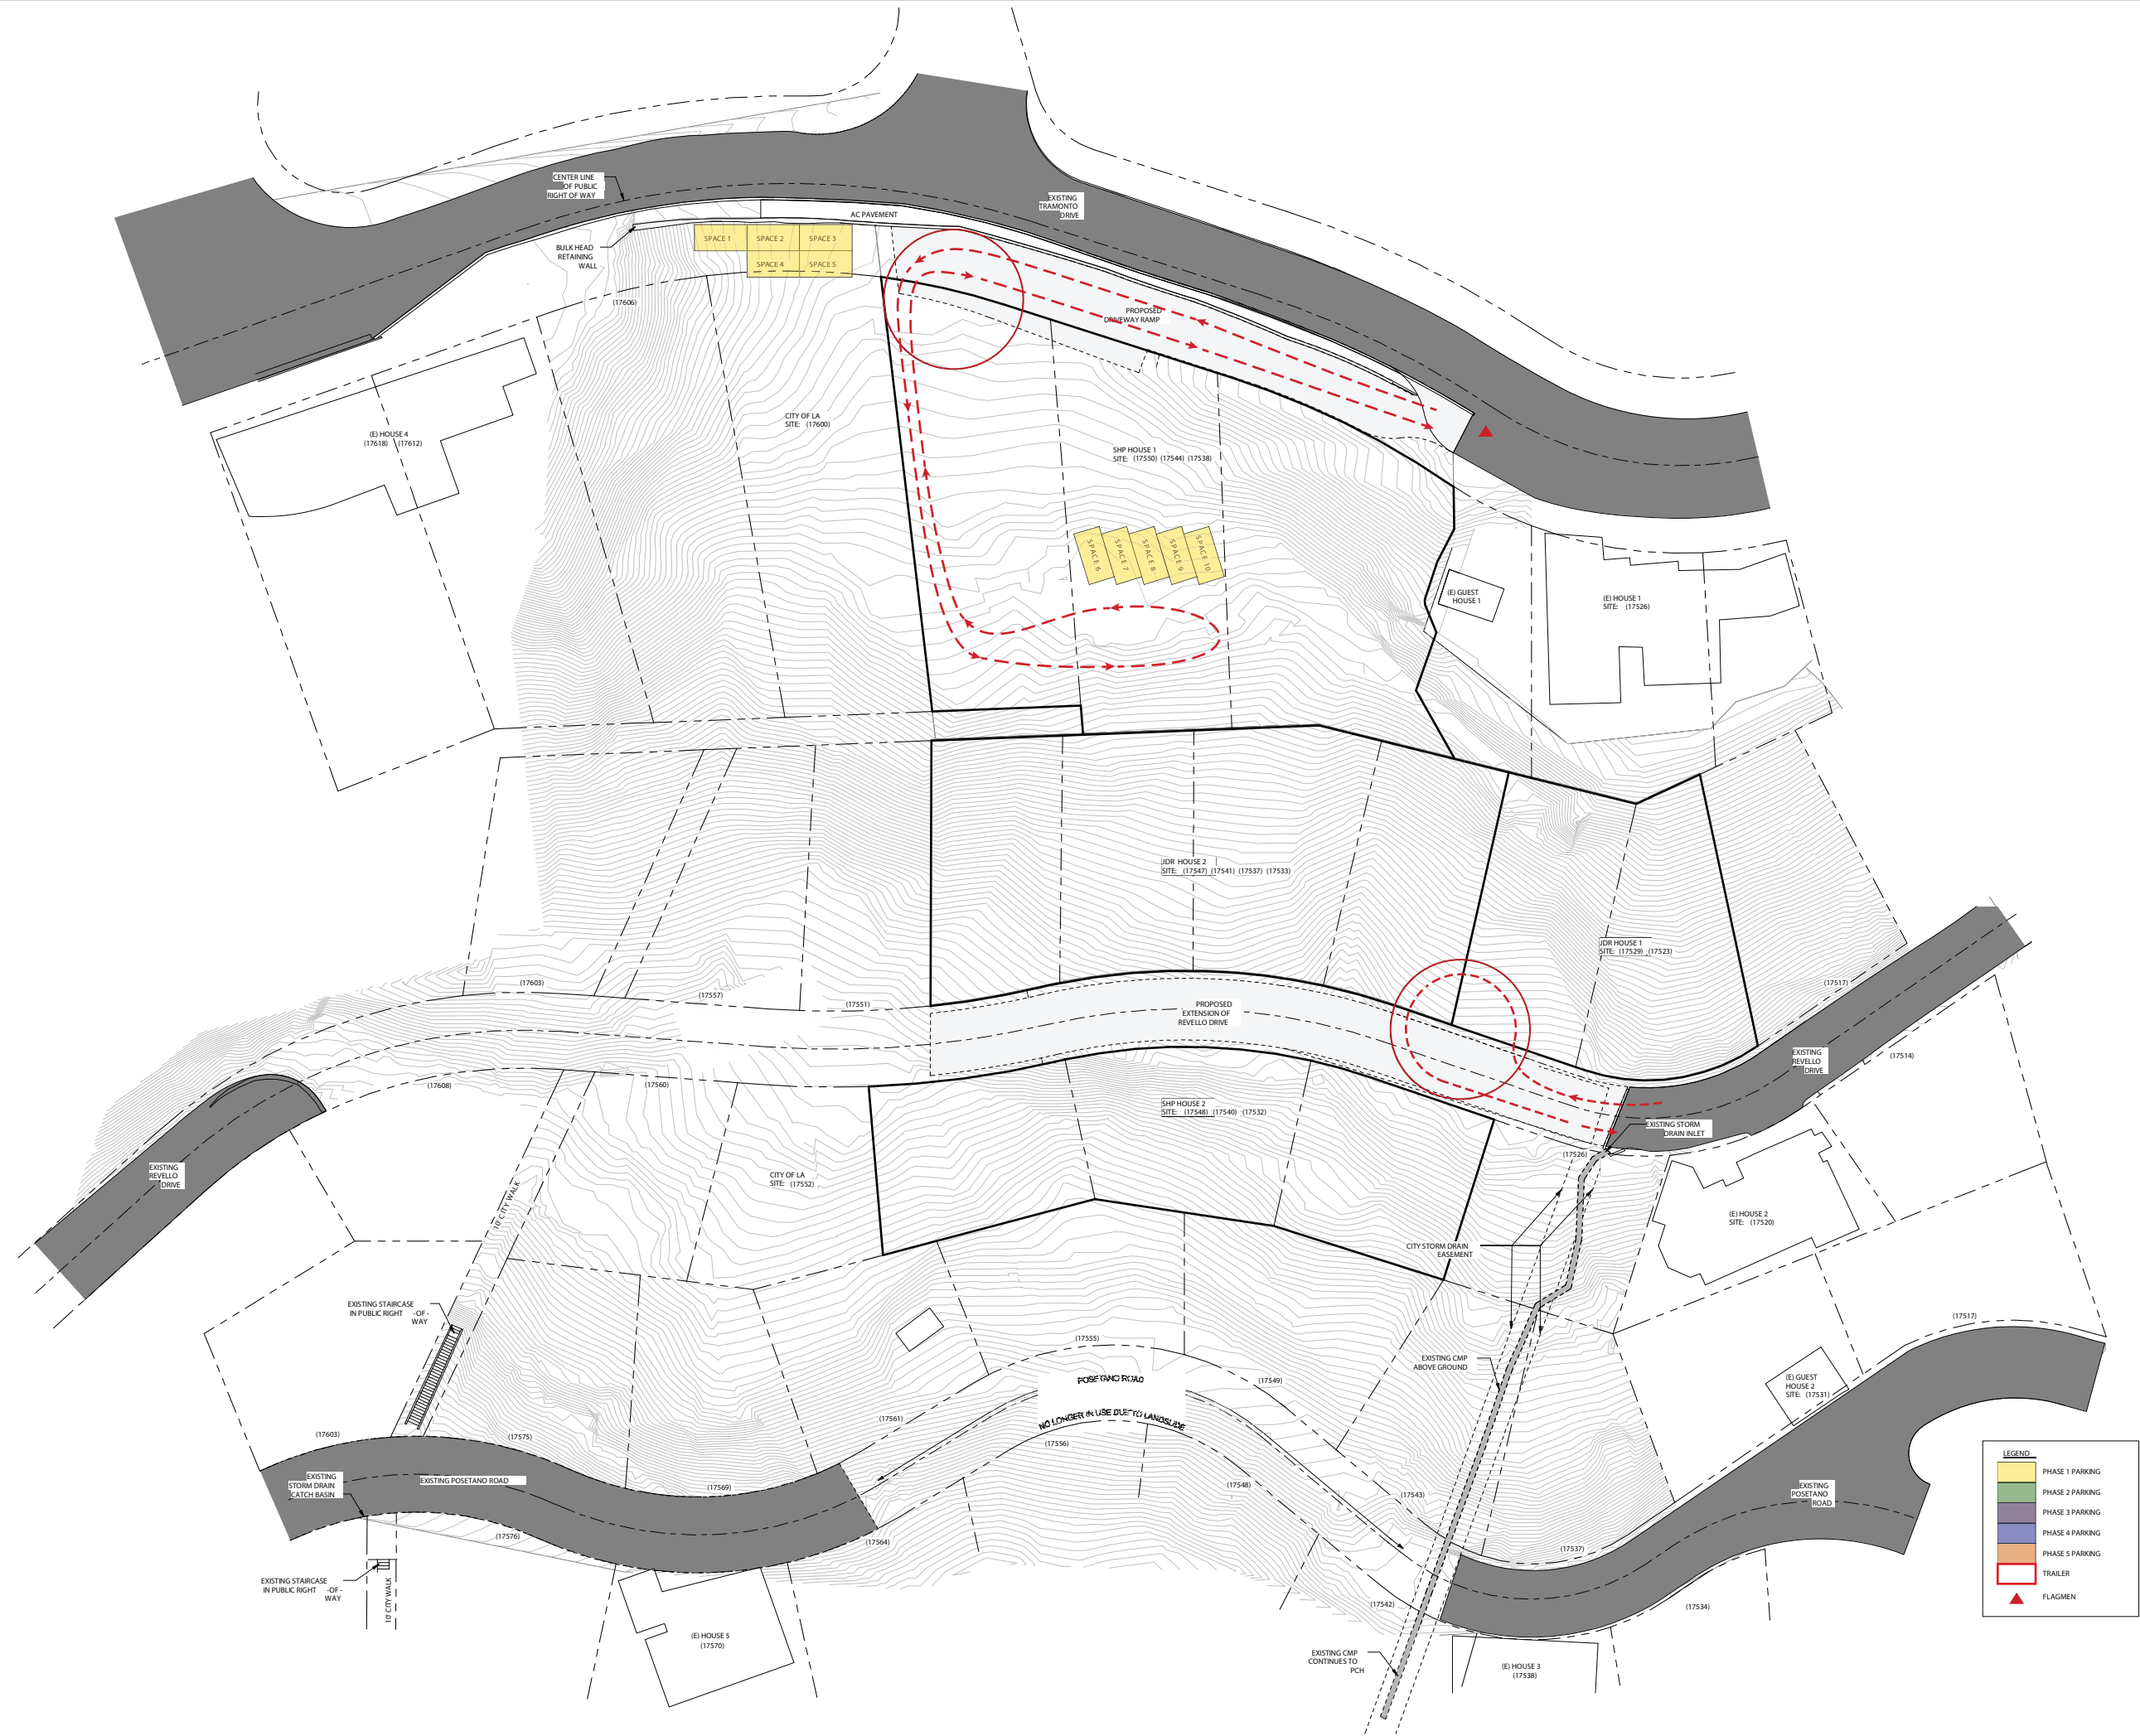 CENTER LINE
OF PUBLIC
RIGHT OF WAY
EXISTING
TRAMONTO
DRIVE
AC PAVEMENT
BULK HEAD
RETAINING
WALL
SPACE 1
SPACE 2
SPACE 3
SPACE 4
SPACE 5
(17606)
PROPOSED
DRIVEWAY RAMP
CITY OF LA
SITE: (17600)
(E) HOUSE 4
(17618) (17612)
SHP HOUSE 1
SITE: (17550) (17544) (17538)
SPACE 6
SPACE 7
SPACE 8
SPACE 9
SPACE 10
(E) GUEST
HOUSE 1
(E) HOUSE 1
SITE: (17526)
JDR HOUSE 2
SITE: (17547) (17541) (17537) (17533)
JDR HOUSE 1
SITE: (17529) (17523)
(17603)
(17557)
(17551)
(17517)
PROPOSED
EXTENSION OF
REVELLO DRIVE
EXISTING
REVELLO
DRIVE
(17514)
(17608)
(17560)
SHP HOUSE 2
SITE: (17548) (17540) (17532)
EXISTING STORM
DRAIN INLET
(17526)
EXISTING
REVELLO
DRIVE
CITY OF LA
SITE: (17552)
10' CITY WALK
(E) HOUSE 2
SITE: (17520)
CITY STORM DRAIN
EASEMENT
EXISTING STAIRCASE
IN PUBLIC RIGHT -OF -
WAY
(17555)
(17517)
EXISTING CMP
ABOVE GROUND
POSETANO ROAD
NO LONGER IN USE DUE TO LANDSLIDE
(17549)
(E) GUEST
HOUSE 2
SITE: (17531)
(17561)
(17603)
(17575)
(17556)
EXISTING
STORM DRAIN
CATCH BASIN
EXISTING POSETANO ROAD
(17569)
(17548)
(17543)
EXISTING
POSETANO
ROAD
(17576)
(17564)
(17537)
EXISTING STAIRCASE
IN PUBLIC RIGHT -OF -
WAY
10' CITY WALK
(17542)
(17534)
(E) HOUSE 5
(17570)
EXISTING CMP
CONTINUES TO
PCH
(E) HOUSE 3
(17538)
LEGEND
PHASE 1 PARKING
PHASE 2 PARKING
PHASE 3 PARKING
PHASE 4 PARKING
PHASE 5 PARKING
TRAILER
FLAGMEN